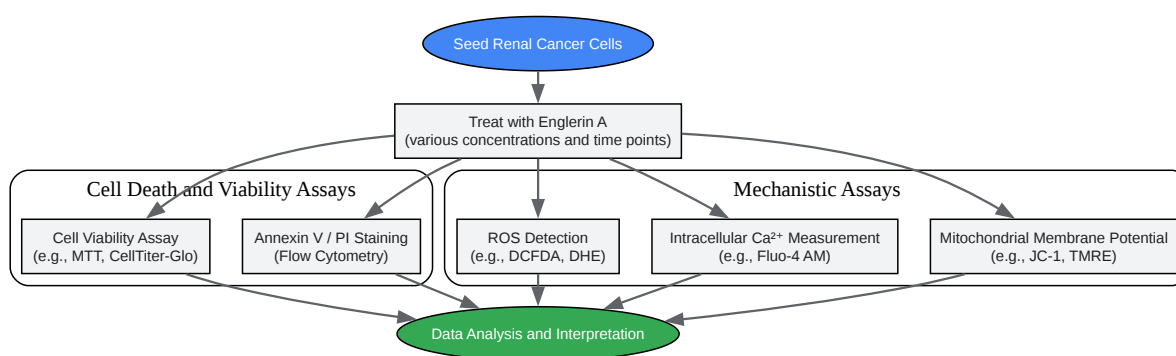 Seed Renal Cancer Cells
Treat with Englerin A
(various concentrations and time points)
Cell Death and Viability Assays
Mechanistic Assays
Cell Viability Assay
(e.g., MTT, CellTiter-Glo)
Annexin V / PI Staining
(Flow Cytometry)
ROS Detection
(e.g., DCFDA, DHE)
Intracellular Ca²⁺ Measurement
(e.g., Fluo-4 AM)
Mitochondrial Membrane Potential
(e.g., JC-1, TMRE)
Data Analysis and Interpretation